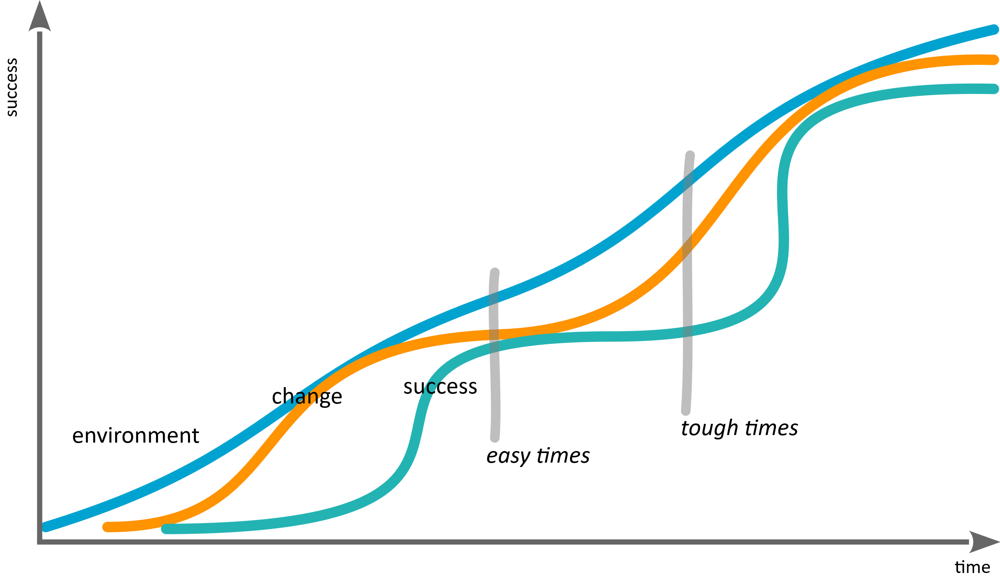 success
success
change
environment
tough times
easy times
time